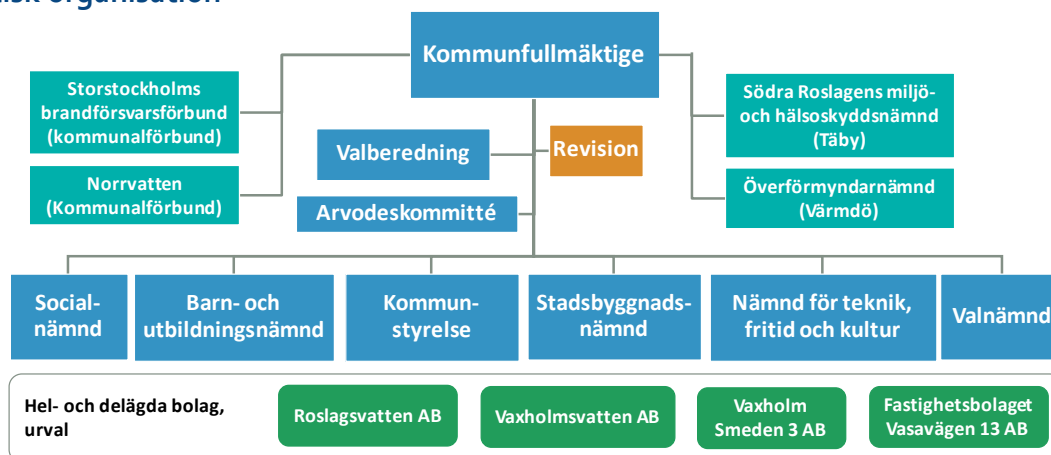 Kommunfullmäktige
Storstockholms
brandförsvarsförbund
(kommunalförbund)
Norrvatten
(Kommunalförbund)
Valberedning
Arvodeskommitté
Revision
Södra Roslagens miljö-
och hälsoskyddsnämnd
(Täby)
Överförmyndarnämnd
(Värmdö)
Social-
nämnd
Barn- och
utbildningsnämnd
Kommun-
styrelse
Stadsbyggnads-
nämnd
Nämnd för teknik,
fritid och kultur
Valnämnd
Hel- och delägda bolag,
urval
Roslagsvatten AB
Vaxholmsvatten AB
Vaxholm
Smeden 3 AB
Fastighetsbolaget
Vasavägen 13 AB